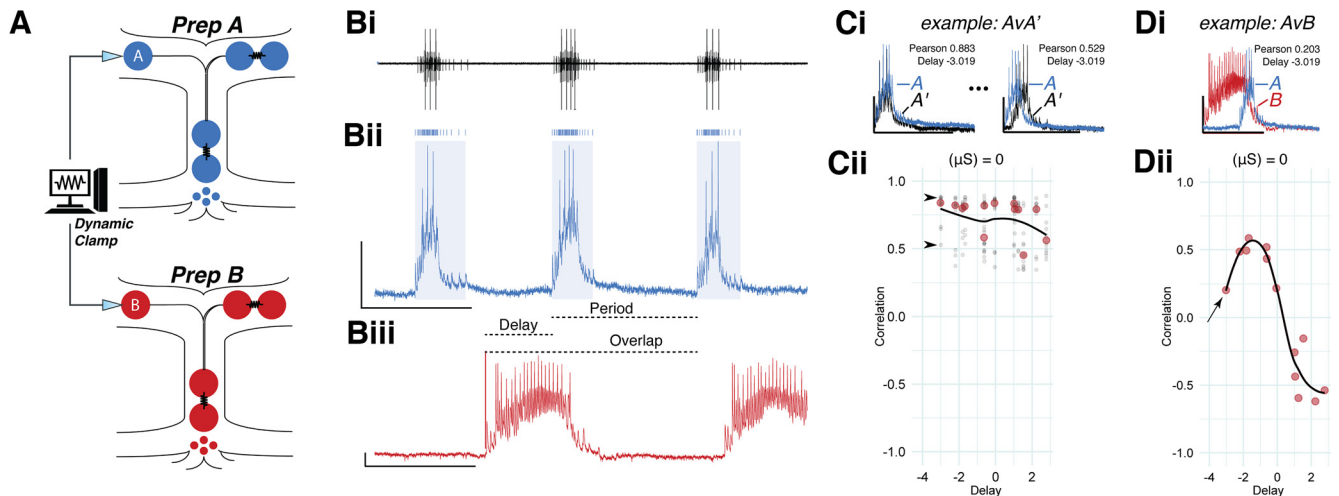 A
Prep A
A
Dynamic
Clamp
Prep B
B
Bi
Bii
Period
Delay
Overlap
Biii
Ci
example: AvA'
Pearson 0.883
Delay -3.019
A
A'
•••
Pearson 0.529
Delay -3.019
A
A'
Cii
(µS) = 0
Correlation
1.0
0.5
0.0
-0.5
-1.0
-4 -2 0 2
Delay
Di
example: AvB
Pearson 0.203
Delay -3.019
A
B
Dii
(µS) = 0
Correlation
1.0
0.5
0.0
-0.5
-1.0
-4 -2 0 2
Delay